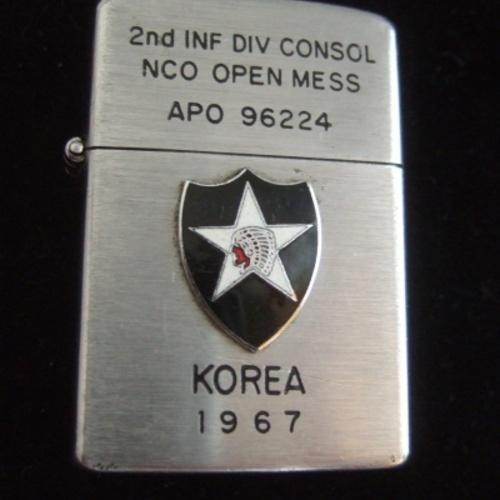 2nd INF DIV CONSOL
NCO OPEN MESS
APO 96224
KOREA
1967